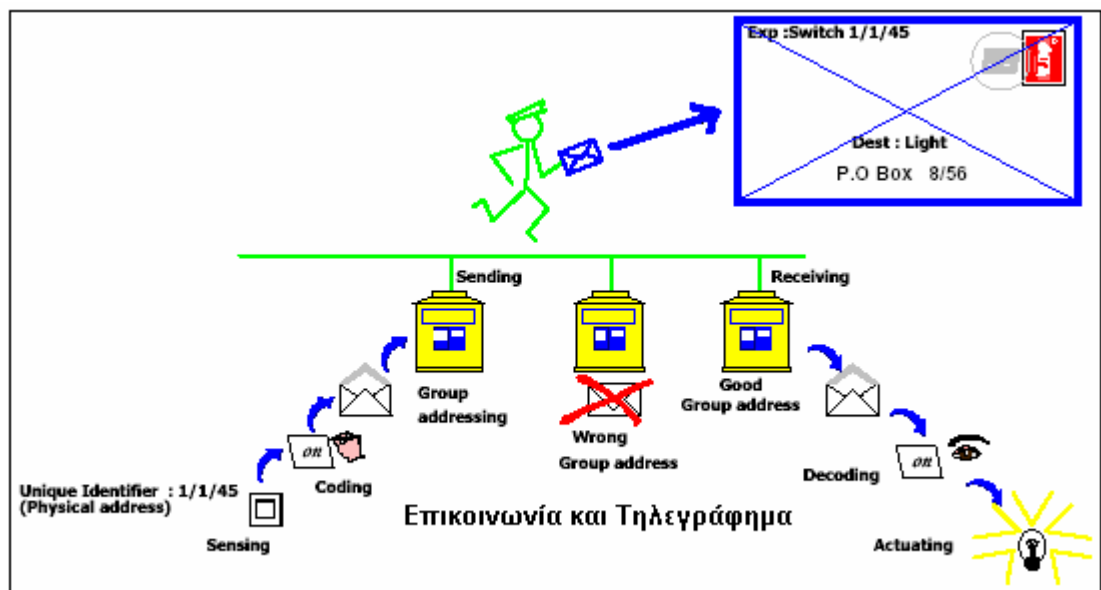 Exp :Switch 1/1/45
Dest : Light
P.O Box 8/56
Sending
Receiving
Group
addressing
Good
Group address
Wrong
Group address
on
Coding
Decoding
on
Unique Identifier : 1/1/45
(Physical address)
Sensing
Επικοινωνία και Τηλεγράφημα
Actuating